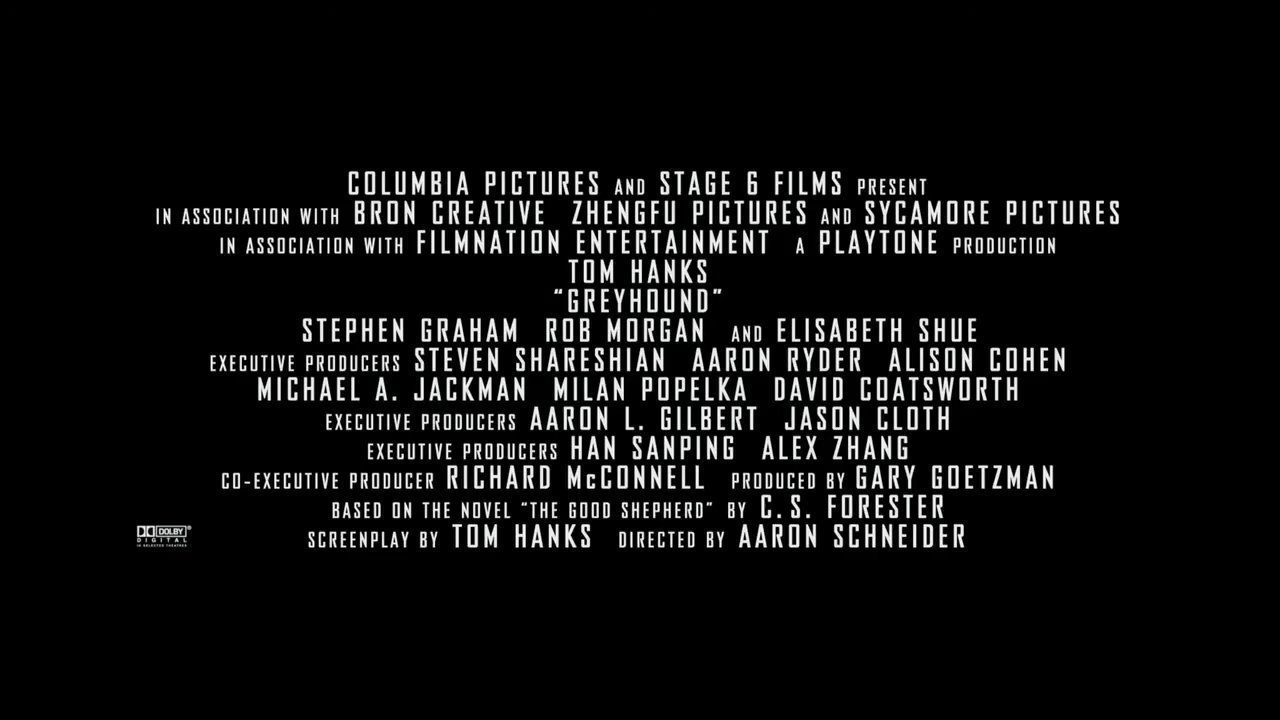 COLUMBIA PICTURES AND STAGE 6 FILMS PRESENT
IN ASSOCIATION WITH BRON CREATIVE ZHENGFU PICTURES AND SYCAMORE PICTURES
IN ASSOCIATION WITH FILMNATION ENTERTAINMENT A PLAYTONE PRODUCTION
TOM HANKS
“GREYHOUND”
STEPHEN GRAHAM ROB MORGAN AND ELISABETH SHUE
EXECUTIVE PRODUCERS STEVEN SHARESHIAN AARON RYDER ALISON COHEN
MICHAEL A. JACKMAN MILAN POPELKA DAVID COATSWORTH
EXECUTIVE PRODUCERS AARON L. GILBERT JASON CLOTH
EXECUTIVE PRODUCERS HAN SANPING ALEX ZHANG
CO-EXECUTIVE PRODUCER RICHARD McCONNELL PRODUCED BY GARY GOETZMAN
BASED ON THE NOVEL “THE GOOD SHEPHERD” BY C.S. FORESTER
SCREENPLAY BY TOM HANKS DIRECTED BY AARON SCHNEIDER
DOLBY®
DIGITAL
IN SELECTED THEATRES